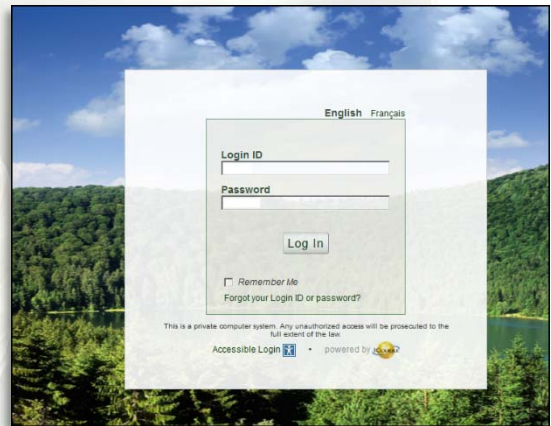 English Français
Login ID
Password
Log In
Remember Me
Forgot your Login ID or password?
This is a private computer system. Any unauthorized access will be prosecuted to the
full extent of the law.
Accessible Login • powered by